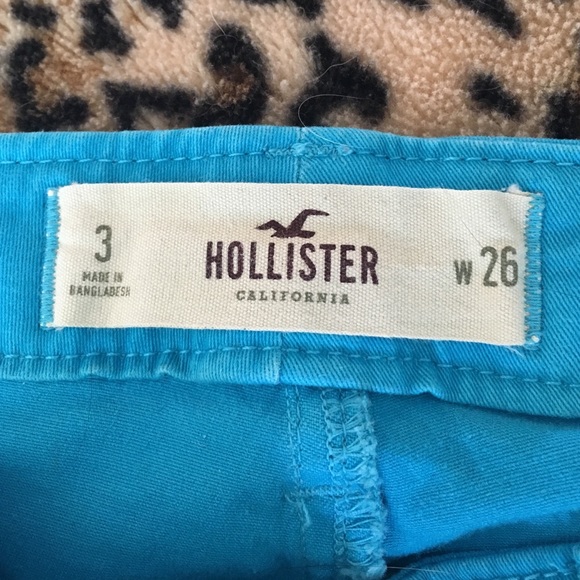 3
MADE IN
BANGLADESH
HOLLISTER
CALIFORNIA
W 26